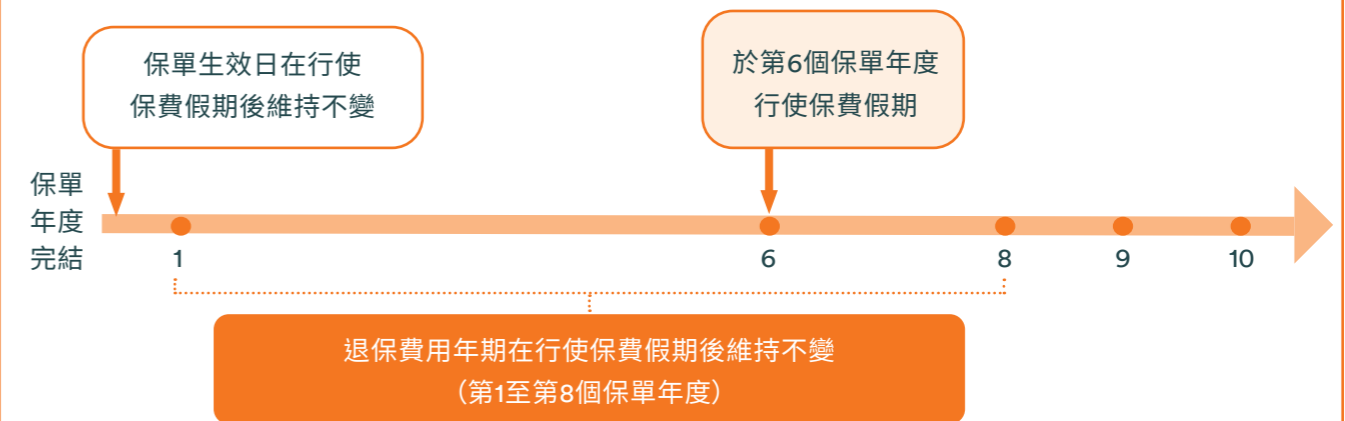 保單生效日在行使
保費假期後維持不變
於第6個保單年度
行使保費假期
保單
年度
完結
1
6
8
9
10
退保費用年期在行使保費假期後維持不變
（第1至第8個保單年度）